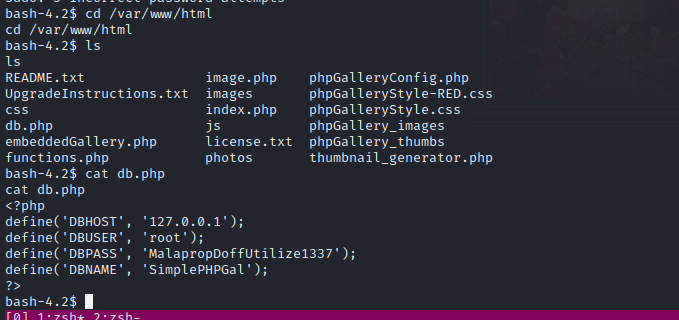 sudo: 3 incorrect password attempts
bash-4.2$ cd /var/www/html
cd /var/www/html
bash-4.2$ ls
ls
README.txt image.php phpGalleryConfig.php
UpgradeInstructions.txt images phpGalleryStyle-RED.css
css index.php phpGalleryStyle.css
db.php js phpGallery_images
embeddedGallery.php license.txt phpGallery_thumbs
functions.php photos thumbnail_generator.php
bash-4.2$ cat db.php
cat db.php
<?php
define('DBHOST', '127.0.0.1');
define('DBUSER', 'root');
define('DBPASS', 'MalapropDoffUtilize1337');
define('DBNAME', 'SimplePHPGal');
?>
bash-4.2$
[0] 1:zsh* 2:zsh-